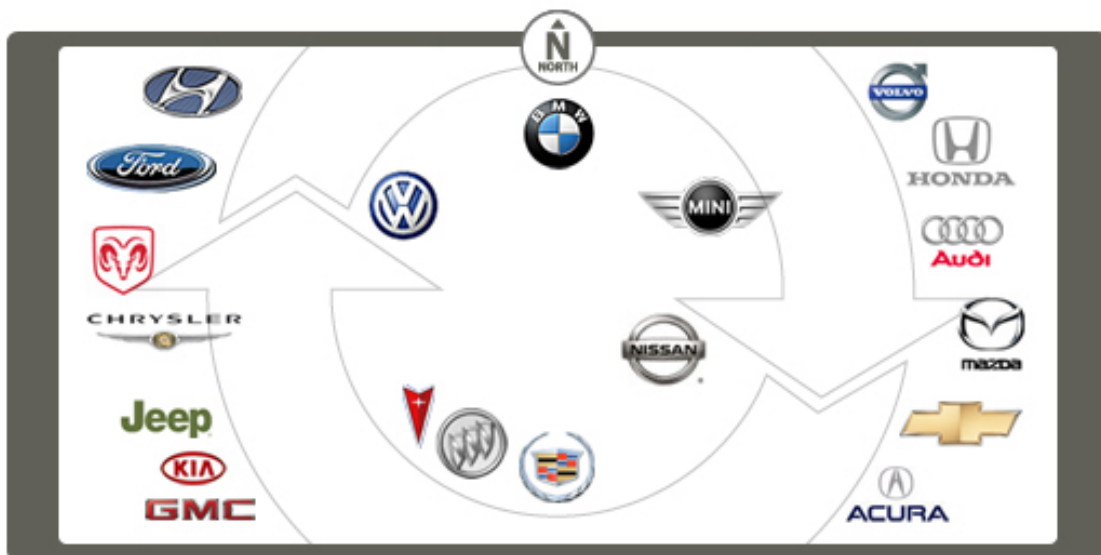 N
NORTH
BMW
VOLVO
HONDA
Ford
MINI
Audi
CHRYSLER
NISSAN
mazda
Jeep
KIA
GMC
ACURA